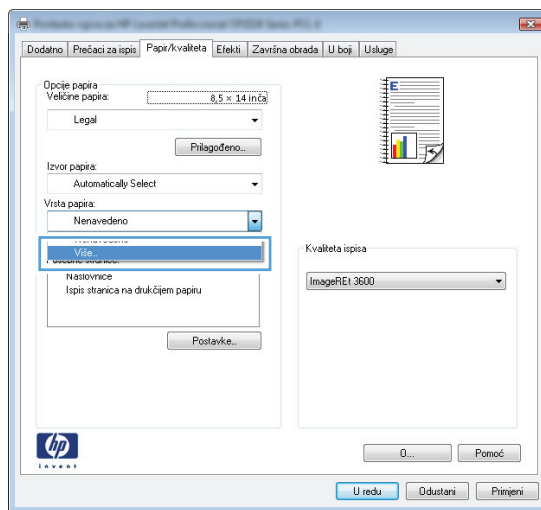 Dodatno Prečaci za ispis Papir/kvaliteta Efekti Završna obrada U boji Usluge
Opcije papira
Veličine papira: 8,5 × 14 inča
Legal
Prilagođeno...
Izvor papira:
Automatically Select
Vrsta papira:
Nenavedeno
Više...
Naslovnice
Ispis stranica na drukčijem papiru
Postavke...
E
Kvaliteta ispisa
ImageREt 3600
hp
invent
O...
Pomoć
U redu
Odustani
Primjeni